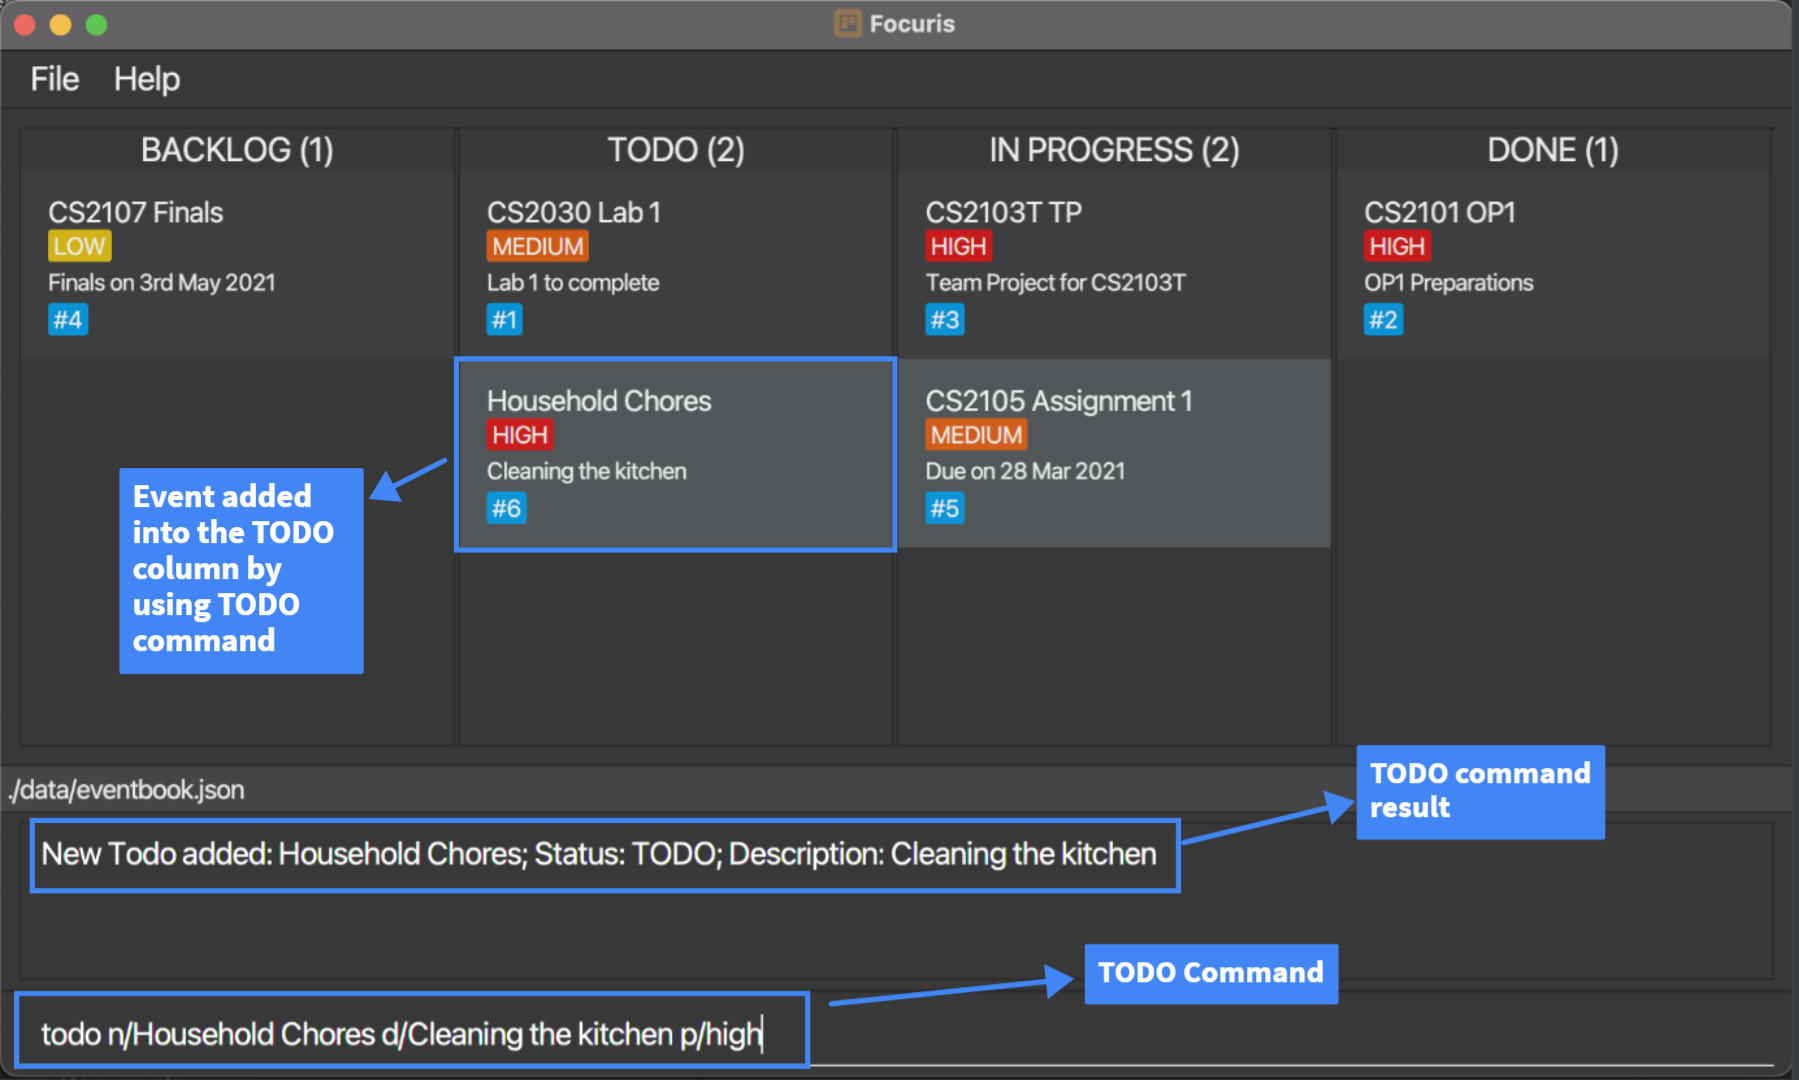 Focuris
File Help
BACKLOG (1)
CS2107 Finals
LOW
Finals on 3rd May 2021
#4
TODO (2)
CS2030 Lab 1
MEDIUM
Lab 1 to complete
#1
Household Chores
HIGH
Cleaning the kitchen
#6
IN PROGRESS (2)
CS2103T TP
HIGH
Team Project for CS2103T
#3
CS2105 Assignment 1
MEDIUM
Due on 28 Mar 2021
#5
DONE (1)
CS2101 OP1
HIGH
OP1 Preparations
#2
Event added
into the TODO
column by
using TODO
command
./data/eventbook.json
TODO command
result
New Todo added: Household Chores; Status: TODO; Description: Cleaning the kitchen
TODO Command
todo n/Household Chores d/Cleaning the kitchen p/high